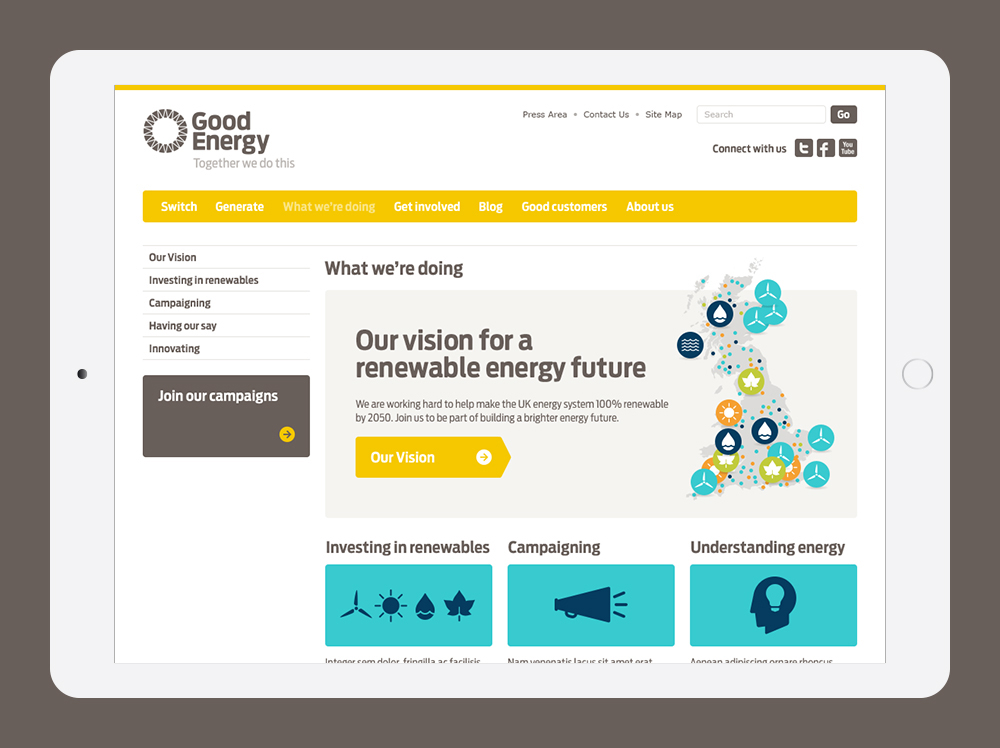 Good
Energy
Together we do this
Press Area • Contact Us • Site Map
Search
Go
Connect with us
You
Tube
Switch Generate What we're doing Get involved Blog Good customers About us
Our Vision
Investing in renewables
Campaigning
Having our say
Innovating
Join our campaigns
What we're doing
Our vision for a
renewable energy future
We are working hard to help make the UK energy system 100% renewable
by 2050. Join us to be part of building a brighter energy future.
Our Vision
Investing in renewables
Campaigning
Understanding energy
Integer sem dolor, fringilla ac facilisis
Nam venenatis lacus sit amet erat
Aenean adipiscing ornare rhoncus